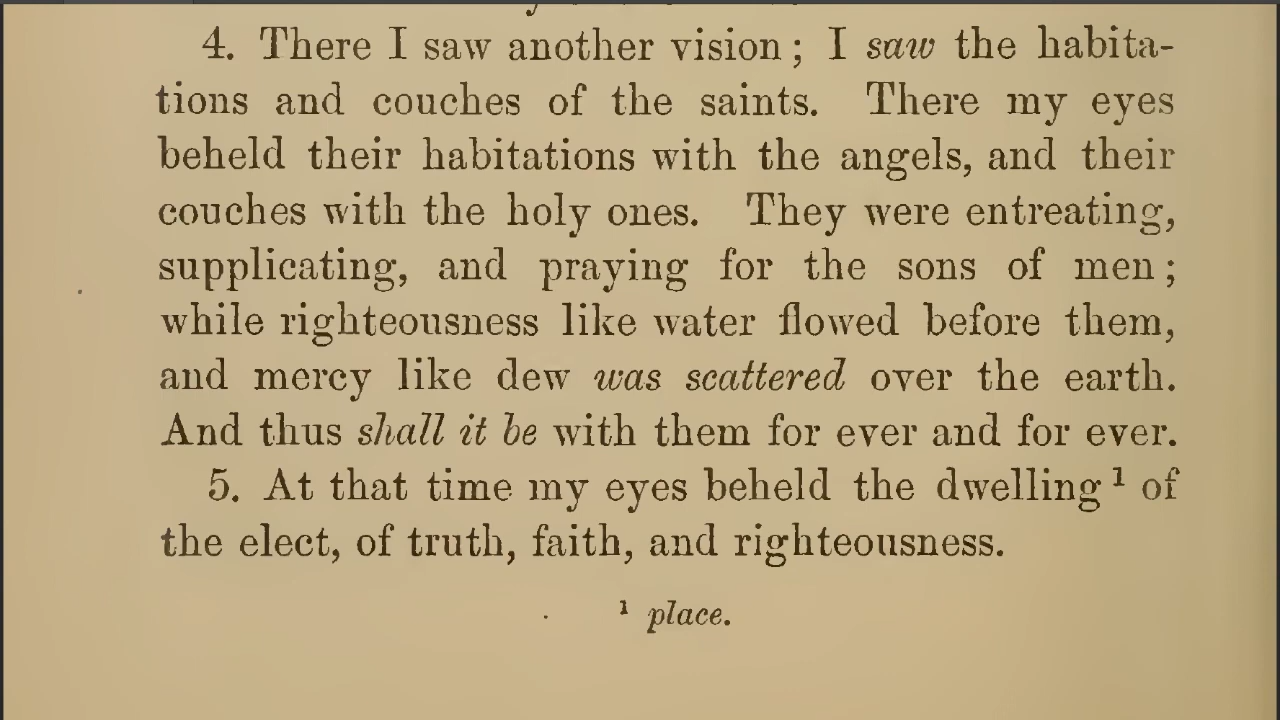 4. There I saw another vision; I saw the habita-
tions and couches of the saints. There my eyes
beheld their habitations with the angels, and their
couches with the holy ones. They were entreating,
supplicating, and praying for the sons of men;
while righteousness like water flowed before them,
and mercy like dew was scattered over the earth.
And thus shall it be with them for ever and for ever.
5. At that time my eyes beheld the dwelling¹ of
the elect, of truth, faith, and righteousness.
¹ place.